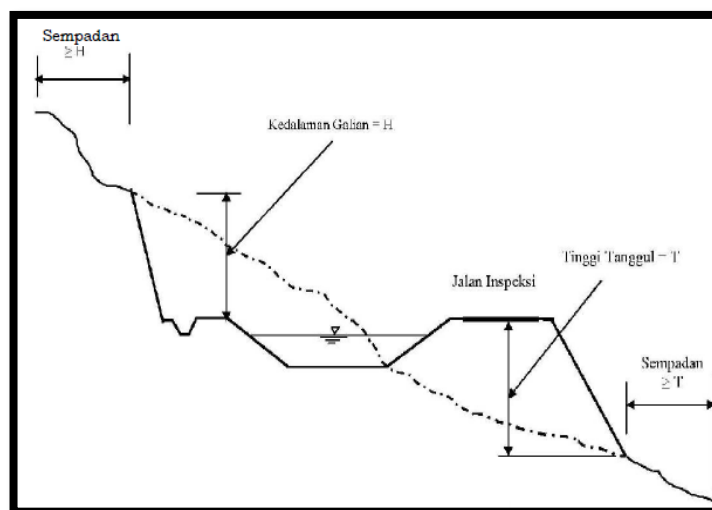 Sempadan
≥ H
Kedalaman Galian = H
Tinggi Tanggul = T
Jalan Inspeksi
Sempadan
≥ T